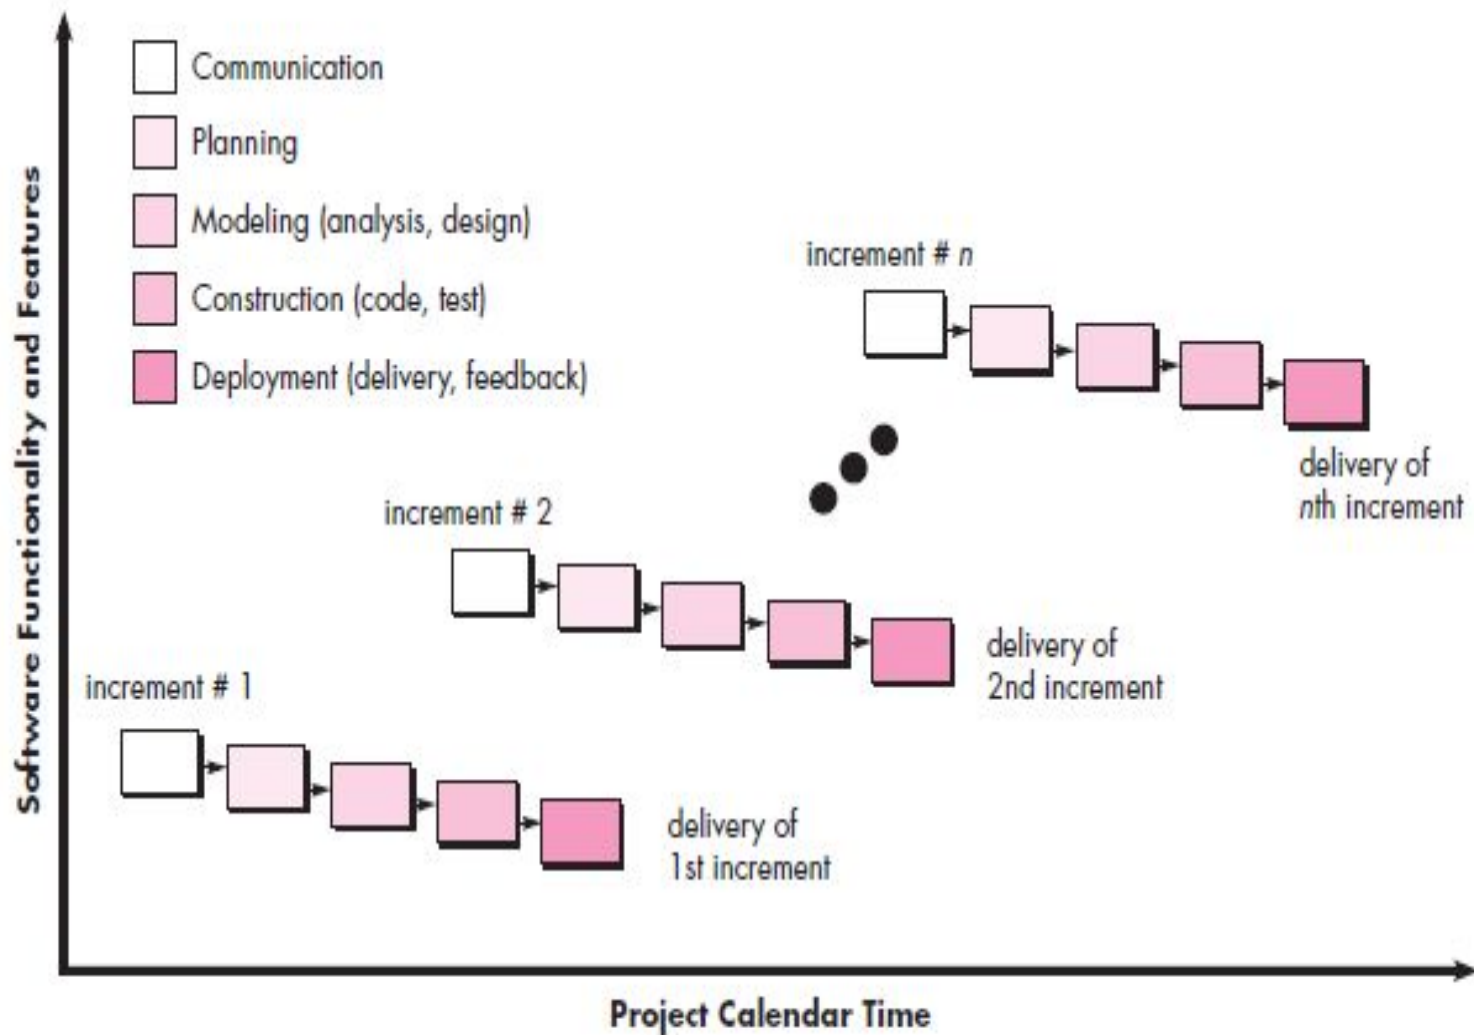 Software Functionality and Features
Communication
Planning
Modeling (analysis, design)
Construction (code, test)
Deployment (delivery, feedback)
increment # n
delivery of
nth increment
increment # 2
delivery of
2nd increment
increment # 1
delivery of
1st increment
Project Calendar Time